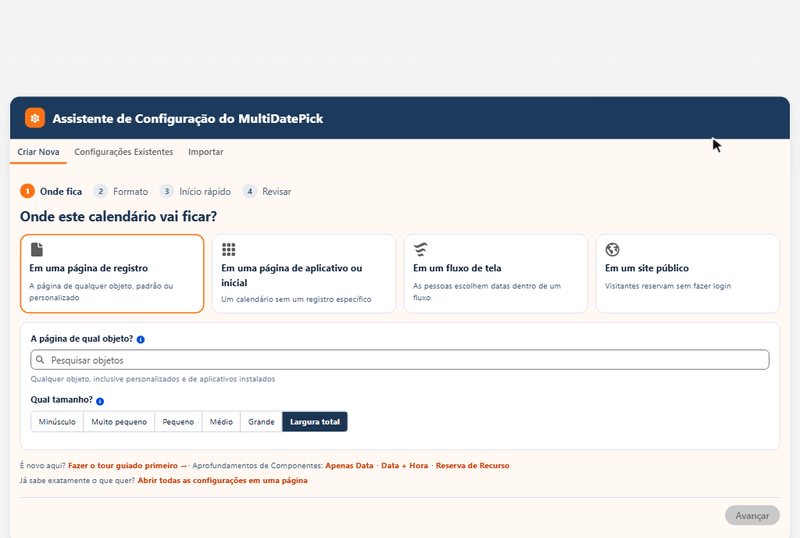 Assistente de Configuração do MultiDatePick
Criar Nova
Configurações Existentes
Importar
1 Onde fica
2 Formato
3 Início rápido
4 Revisar
Onde este calendário vai ficar?
Em uma página de registro
A página de qualquer objeto, padrão ou
personalizado
Em uma página de aplicativo ou
inicial
Um calendário sem um registro específico
Em um fluxo de tela
As pessoas escolhem datas dentro de um
fluxo
Em um site público
Visitantes reservam sem fazer login
A página de qual objeto?
Pesquisar objetos
Qualquer objeto, inclusive personalizados e de aplicativos instalados
Qual tamanho?
Minúsculo
Muito pequeno
Pequeno
Médio
Grande
Largura total
É novo aqui? Fazer o tour guiado primeiro → · Aprofundamentos de Componentes: Apenas Data · Data + Hora · Reserva de Recurso
Já sabe exatamente o que quer? Abrir todas as configurações em uma página
Avançar